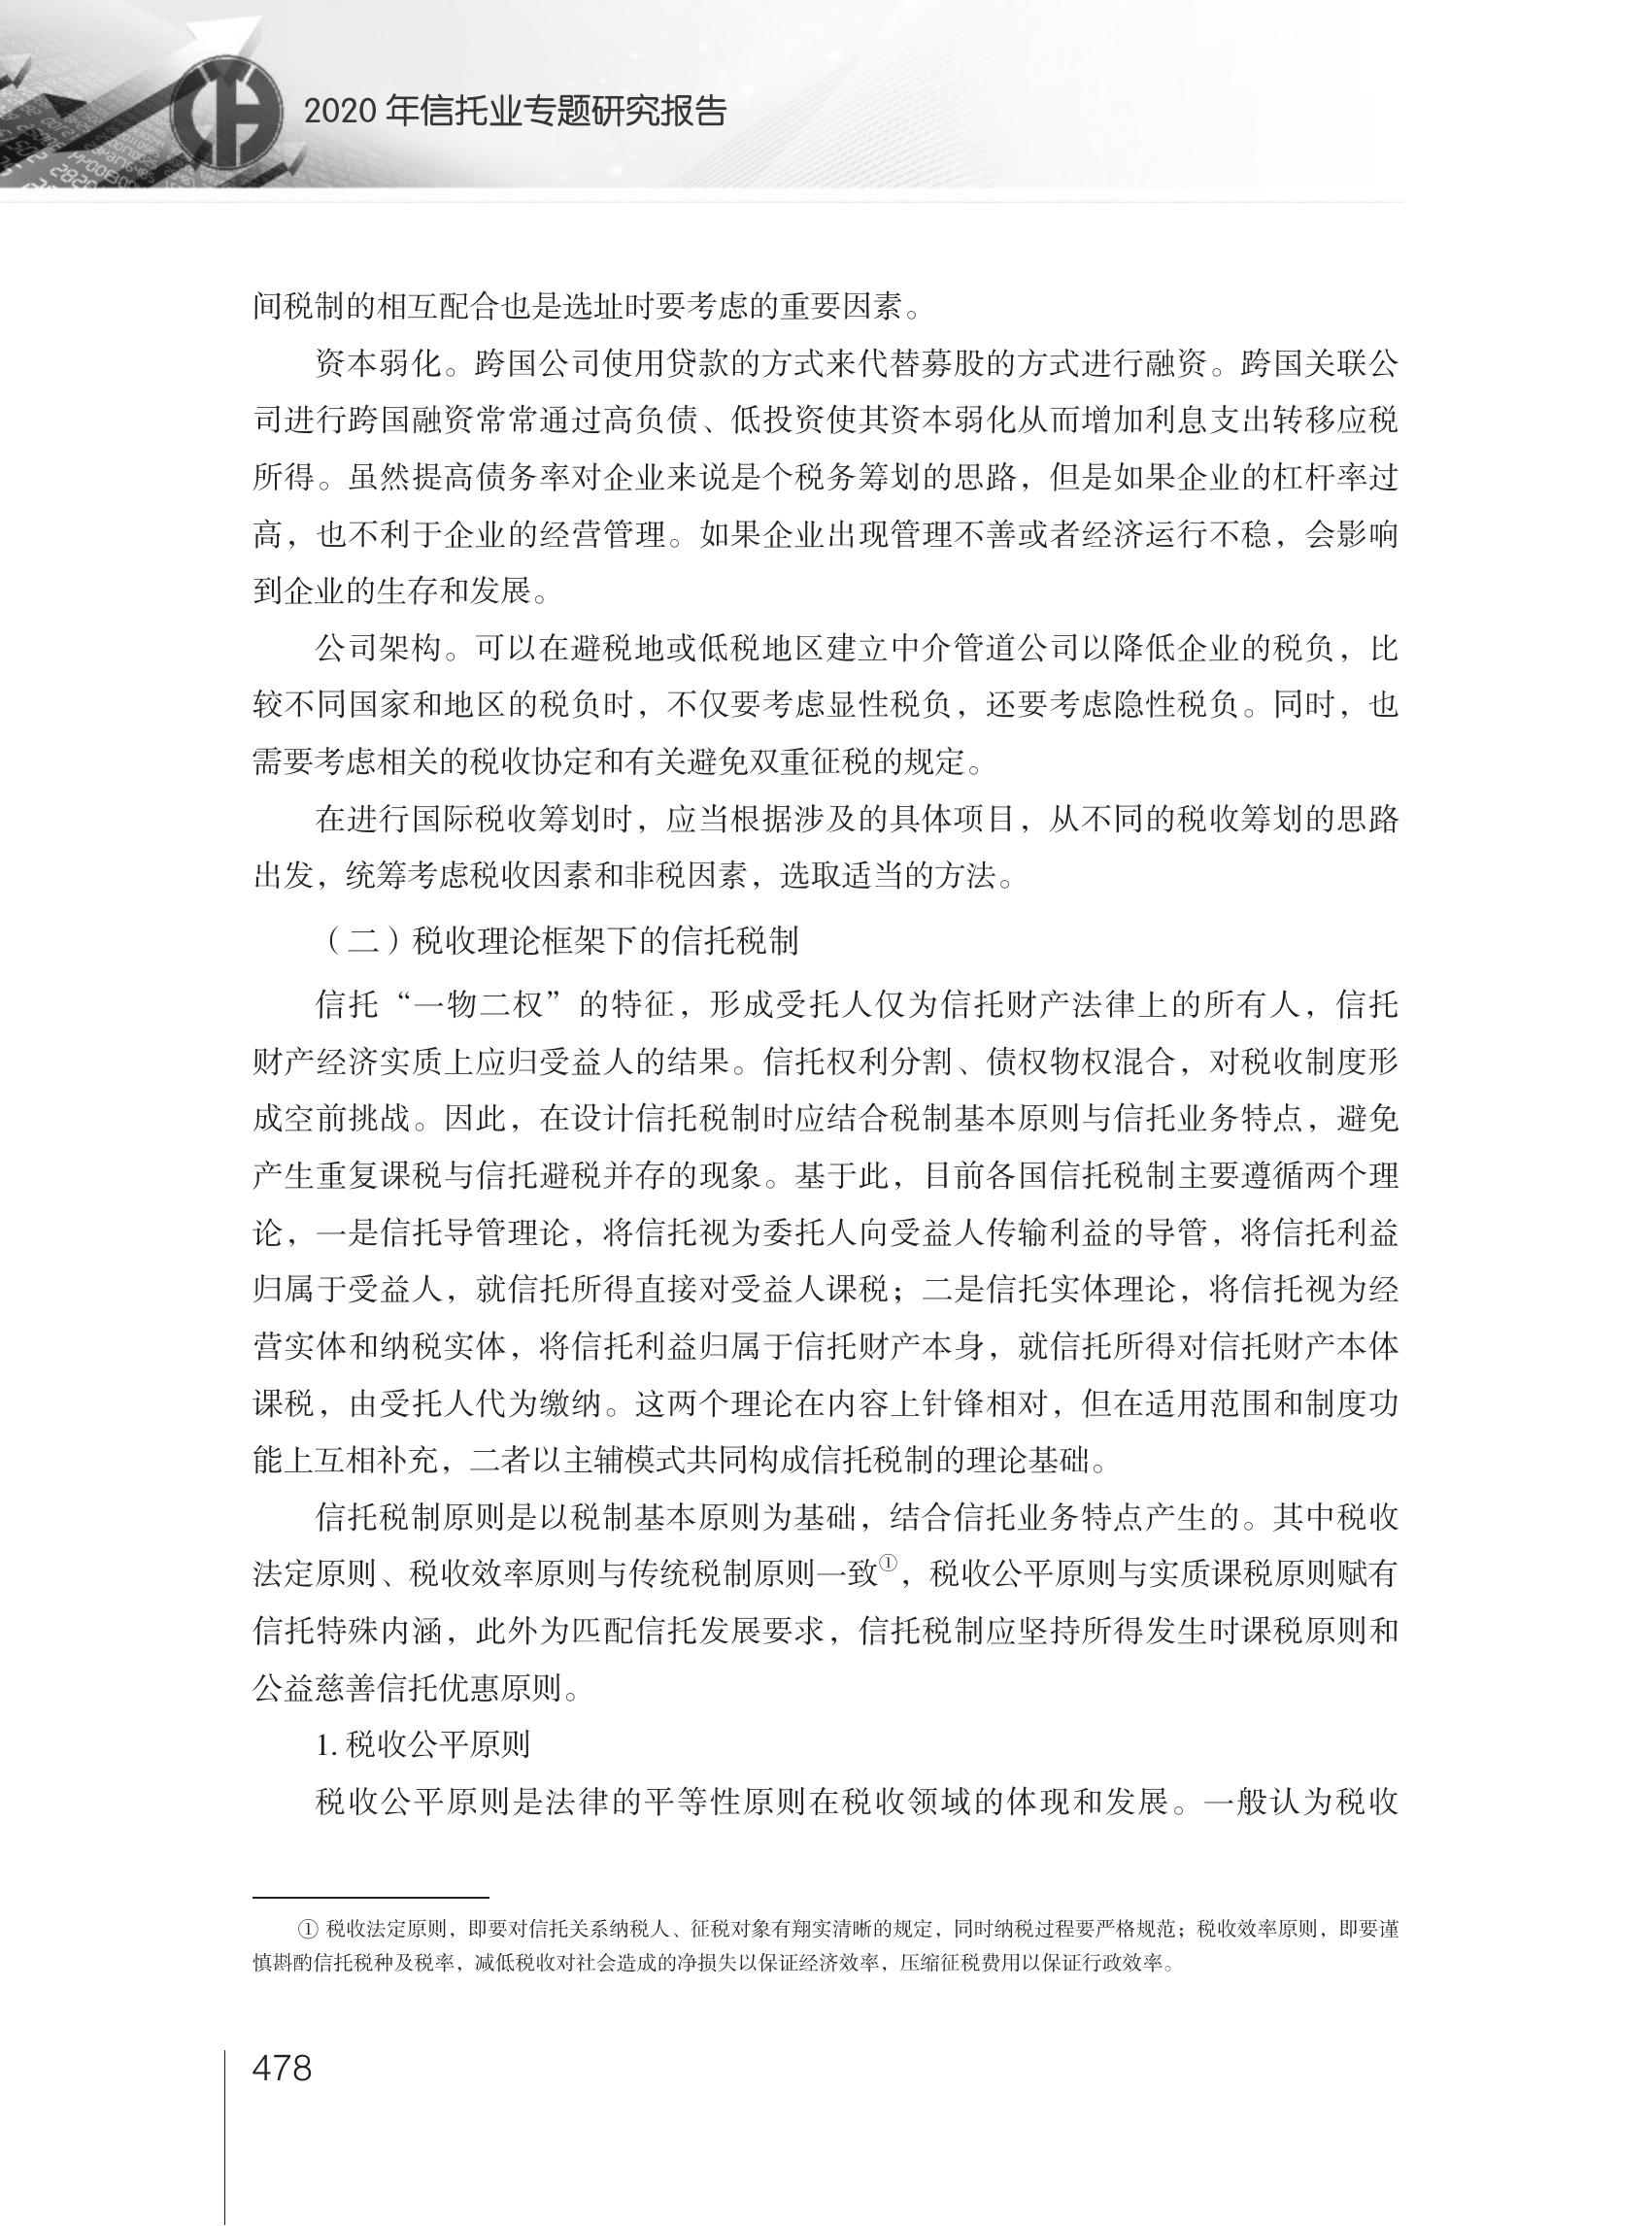 2020 年信托业专题研究报告
间税制的相互配合也是选址时要考虑的重要因素。
资本弱化。跨国公司使用贷款的方式来代替募股的方式进行融资。跨国关联公
司进行跨国融资常常通过高负债、低投资使其资本弱化从而增加利息支出转移应税
所得。虽然提高债务率对企业来说是个税务筹划的思路，但是如果企业的杠杆率过
高，也不利于企业的经营管理。如果企业出现管理不善或者经济运行不稳，会影响
到企业的生存和发展。
公司架构。可以在避税地或低税地区建立中介管道公司以降低企业的税负，比
较不同国家和地区的税负时，不仅要考虑显性税负，还要考虑隐性税负。同时，也
需要考虑相关的税收协定和有关避免双重征税的规定。
在进行国际税收筹划时，应当根据涉及的具体项目，从不同的税收筹划的思路
出发，统筹考虑税收因素和非税因素，选取适当的方法。
（二）税收理论框架下的信托税制
信托“一物二权”的特征，形成受托人仅为信托财产法律上的所有人，信托
财产经济实质上应归受益人的结果。信托权利分割、债权物权混合，对税收制度形
成空前挑战。因此，在设计信托税制时应结合税制基本原则与信托业务特点，避免
产生重复课税与信托避税并存的现象。基于此，目前各国信托税制主要遵循两个理
论，一是信托导管理论，将信托视为委托人向受益人传输利益的导管，将信托利益
归属于受益人，就信托所得直接对受益人课税；二是信托实体理论，将信托视为经
营实体和纳税实体，将信托利益归属于信托财产本身，就信托所得对信托财产本体
课税，由受托人代为缴纳。这两个理论在内容上针锋相对，但在适用范围和制度功
能上互相补充，二者以主辅模式共同构成信托税制的理论基础。
信托税制原则是以税制基本原则为基础，结合信托业务特点产生的。其中税收
法定原则、税收效率原则与传统税制原则一致①，税收公平原则与实质课税原则赋有
信托特殊内涵，此外为匹配信托发展要求，信托税制应坚持所得发生时课税原则和
公益慈善信托优惠原则。
1. 税收公平原则
税收公平原则是法律的平等性原则在税收领域的体现和发展。一般认为税收
① 税收法定原则，即要对信托关系纳税人、征税对象有翔实清晰的规定，同时纳税过程要严格规范；税收效率原则，即要谨
慎斟酌信托税种及税率，减低税收对社会造成的净损失以保证经济效率，压缩征税费用以保证行政效率。
478